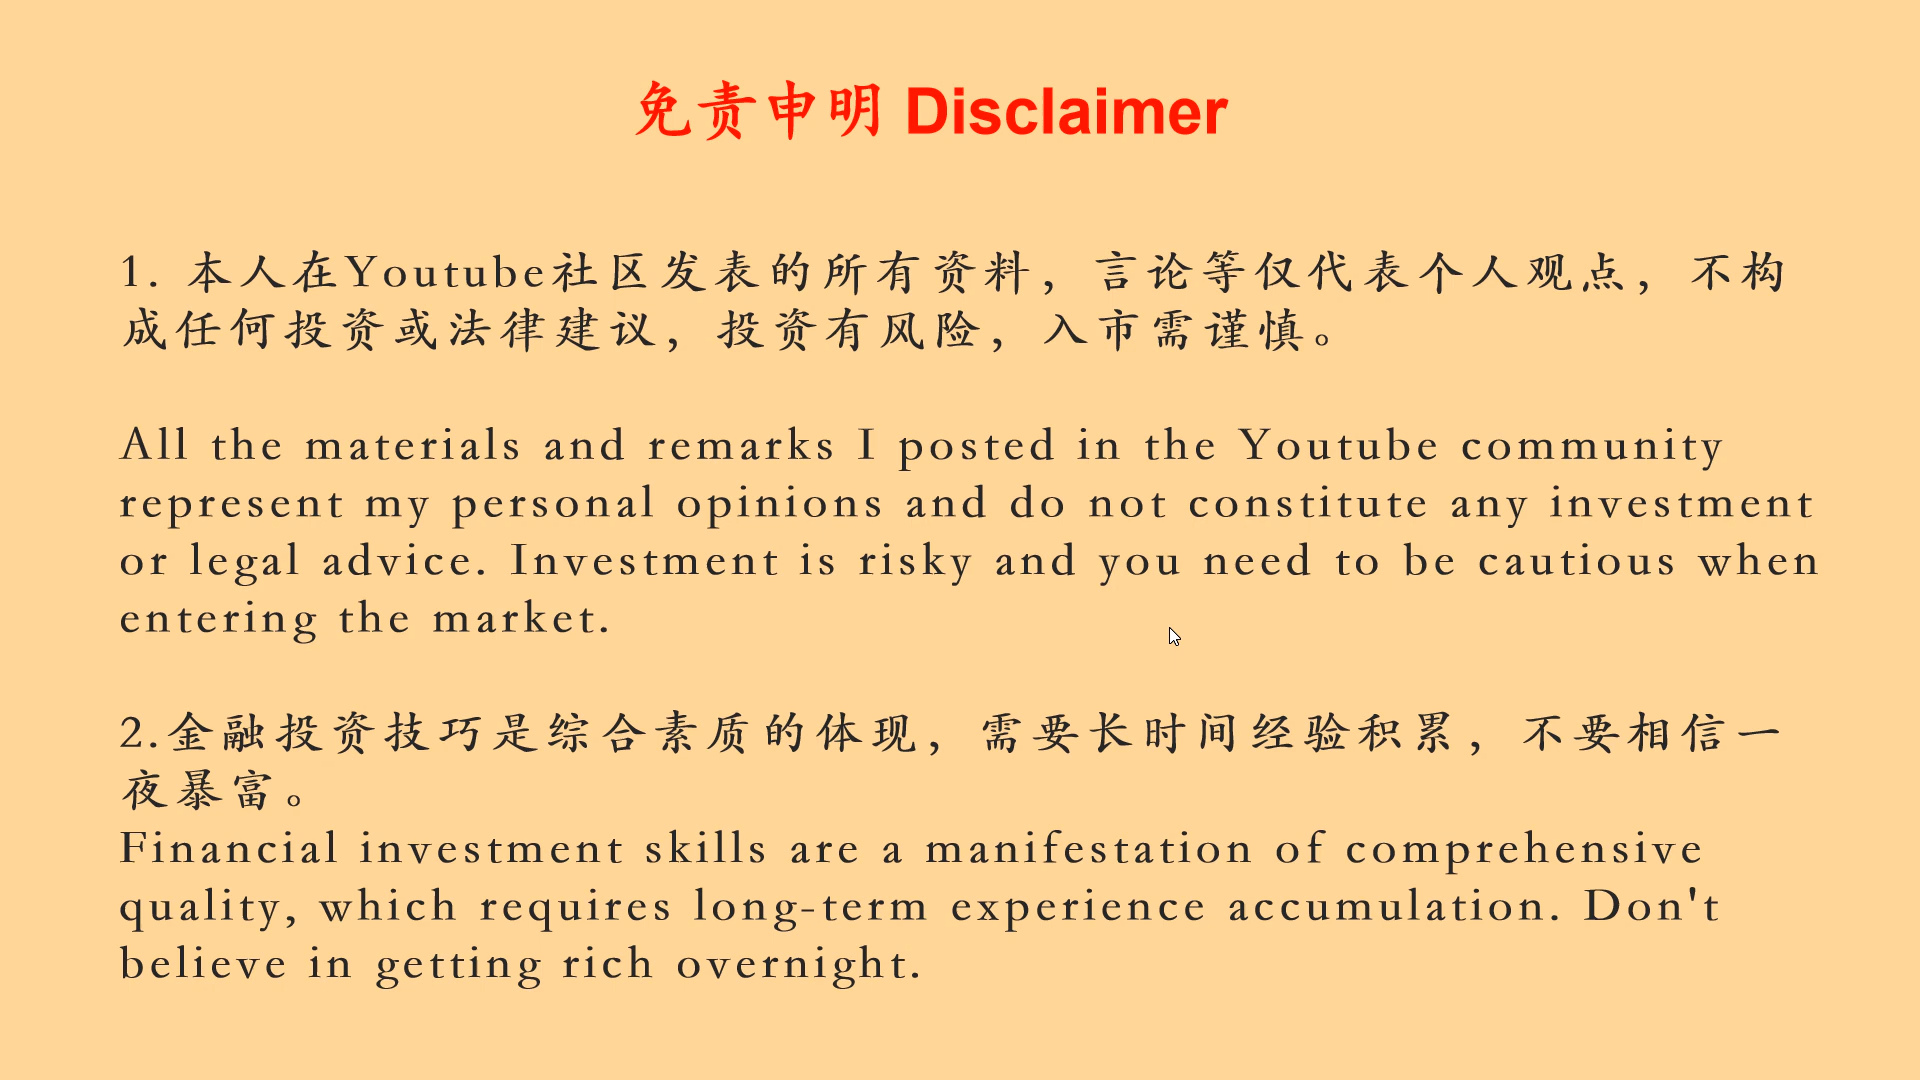 免责申明 Disclaimer
1. 本人在Youtube社区发表的所有资料，言论等仅代表个人观点，不构
成任何投资或法律建议，投资有风险，入市需谨慎。
All the materials and remarks I posted in the Youtube community
represent my personal opinions and do not constitute any investment
or legal advice. Investment is risky and you need to be cautious when
entering the market.
2.金融投资技巧是综合素质的体现，需要长时间经验积累，不要相信一
夜暴富。
Financial investment skills are a manifestation of comprehensive
quality, which requires long-term experience accumulation. Don't
believe in getting rich overnight.